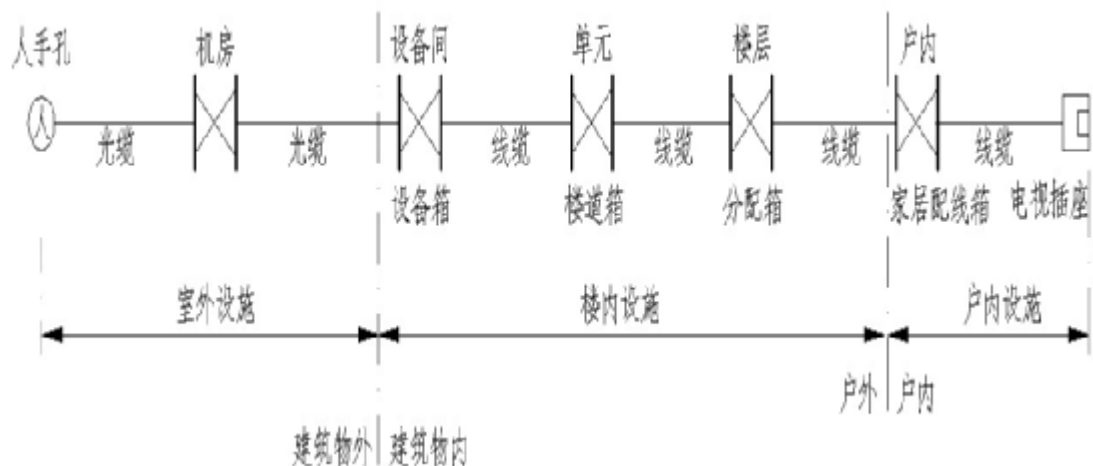 人手孔 机房 设备间 单元 楼层 户内
光缆 光缆 线缆 线缆 线缆 线缆
设备箱 楼道箱 分配箱 家居配线箱 电视插座
室外设施 楼内设施 户内设施
户外 户内
建筑物外 建筑物内